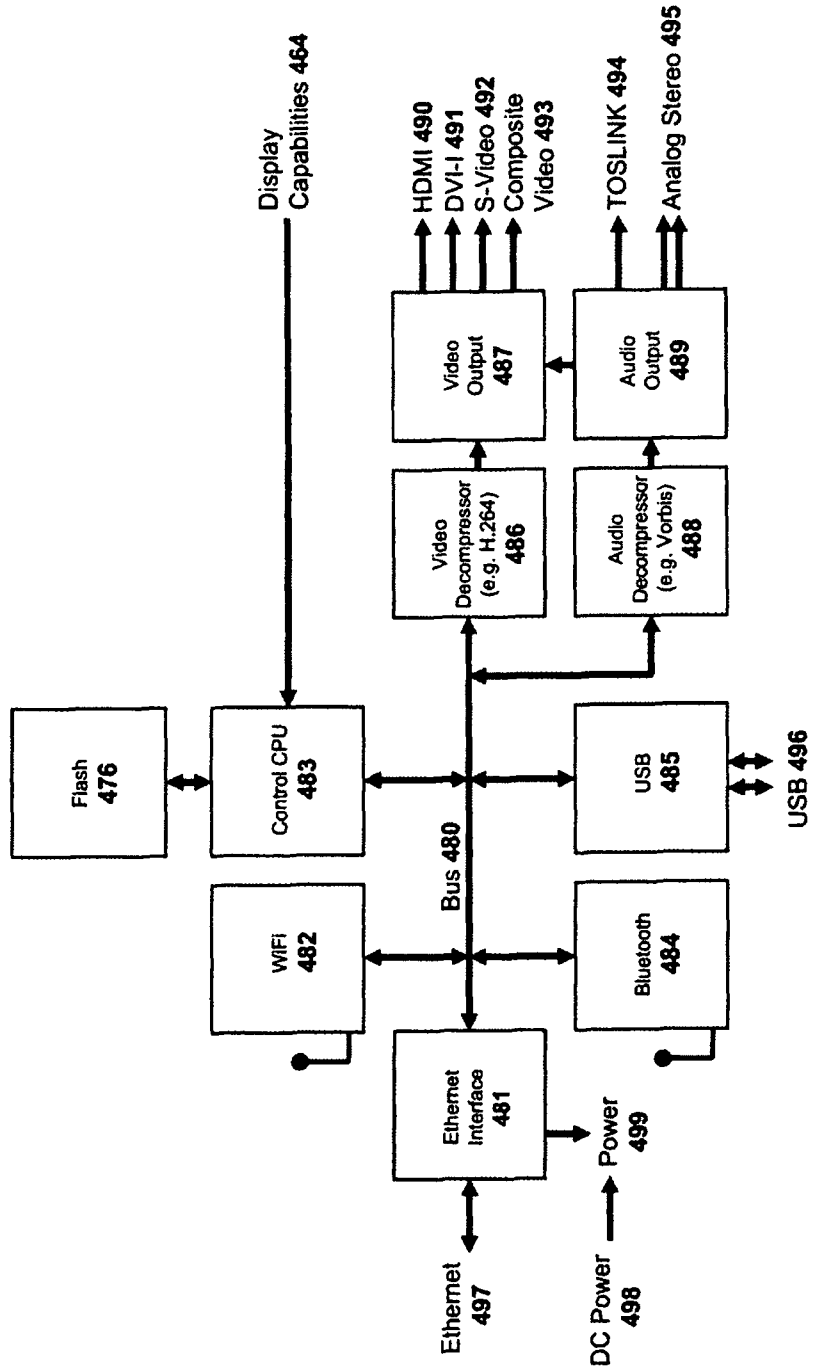 Display
Capabilities 464
Flash
476
Control CPU
483
WiFi
482
HDMI 490
DVI-I 491
S-Video 492
Composite
Video 493
Video
Output
487
Video
Decompressor
(e.g. H.264)
486
TOSLINK 494
Analog Stereo 495
Audio
Output
489
Audio
Decompressor
(e.g. Vorbis)
488
Bus 480
USB
485
USB 496
Bluetooth
484
Ethernet
Interface
481
Ethernet
497
Power
499
DC Power
498